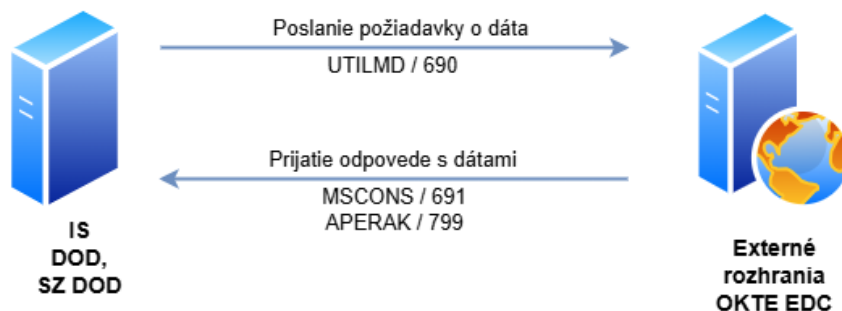 Poslanie požiadavky o dáta
UTILMD / 690
Prijatie odpovede s dátami
MSCONS / 691
APERAK / 799
IS
DOD,
SZ DOD
Externé
rozhrania
OKTE EDC